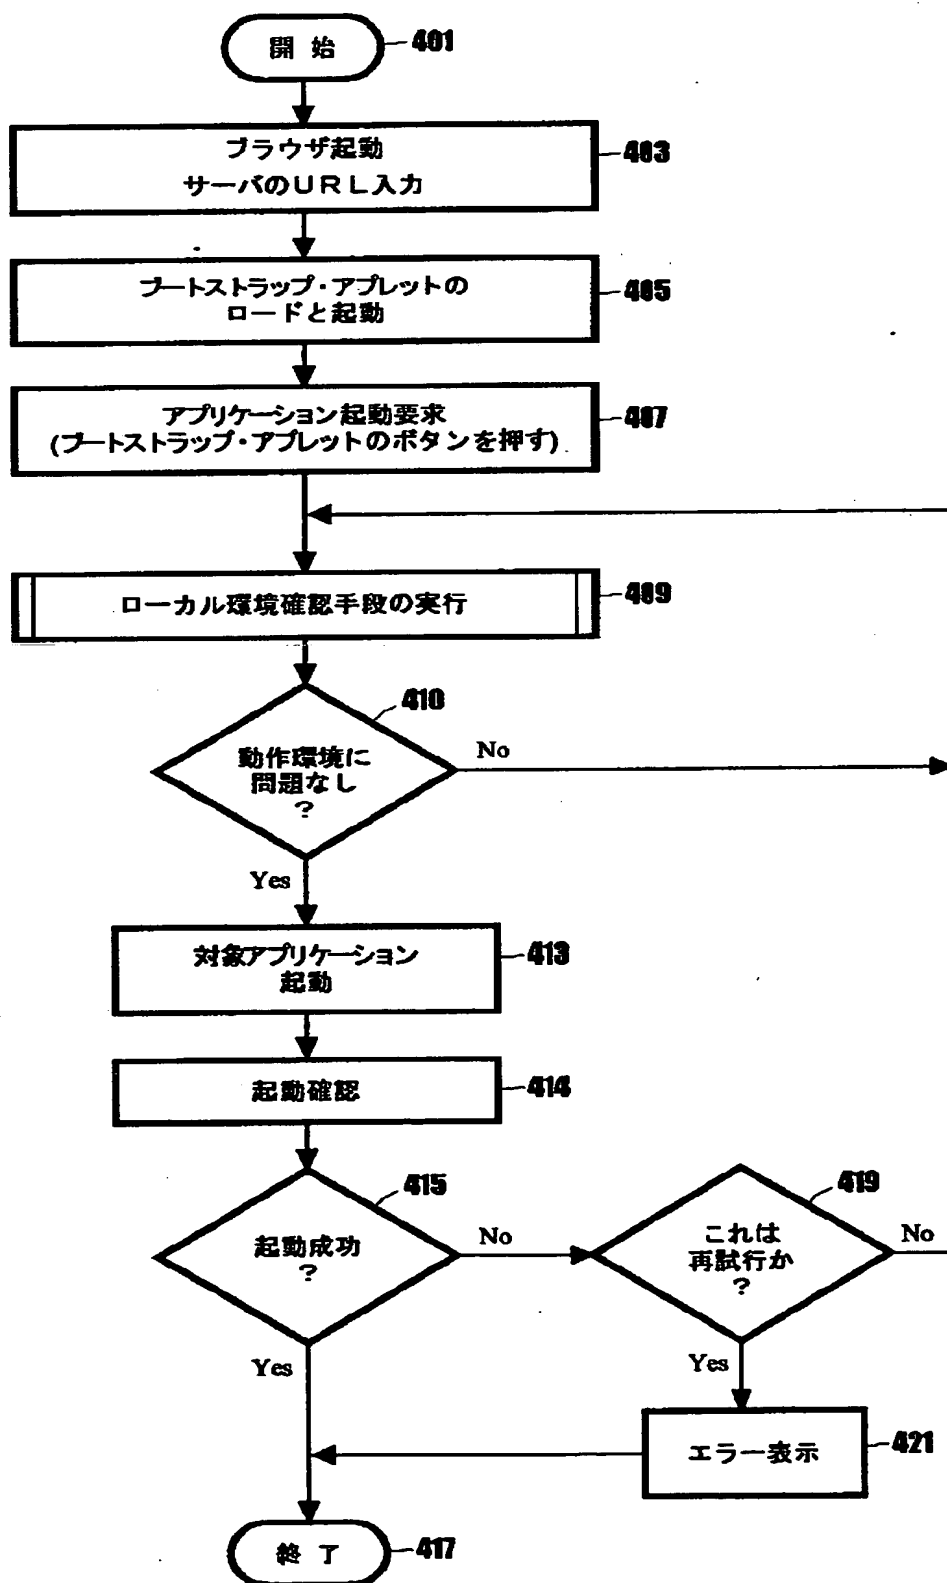 開始
401
ブラウザ起動
サーバのURL入力
403
ブートストラップ・アプレットの
ロードと起動
405
アプリケーション起動要求
(ブートストラップ・アプレットのボタンを押す)
407
ローカル環境確認手段の実行
409
410
動作環境に
問題なし
?
No
Yes
対象アプリケーション
起動
413
起動確認
414
415
起動成功
?
No
Yes
419
これは
再試行か
?
No
Yes
エラー表示
421
終了
417